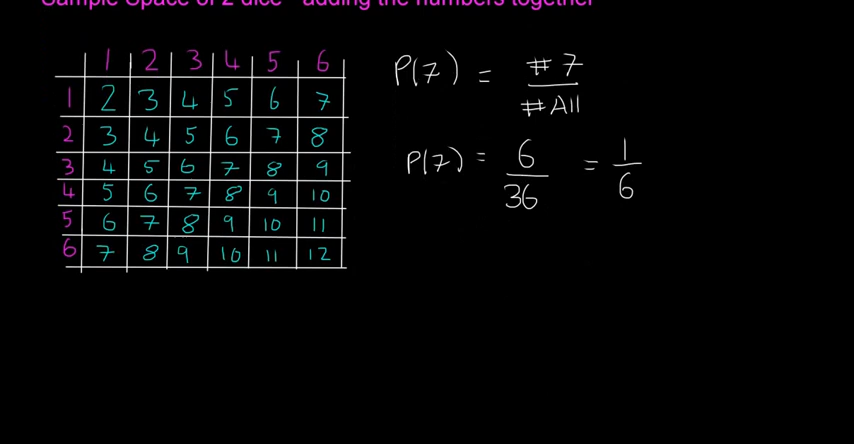 Sample Space of 2 dice - adding the numbers together
1 2 3 4 5 6
1 2 3 4 5 6 7
2 3 4 5 6 7 8
3 4 5 6 7 8 9
4 5 6 7 8 9 10
5 6 7 8 9 10 11
6 7 8 9 10 11 12
P(7) = # 7 / # All
P(7) = 6 / 36 = 1 / 6